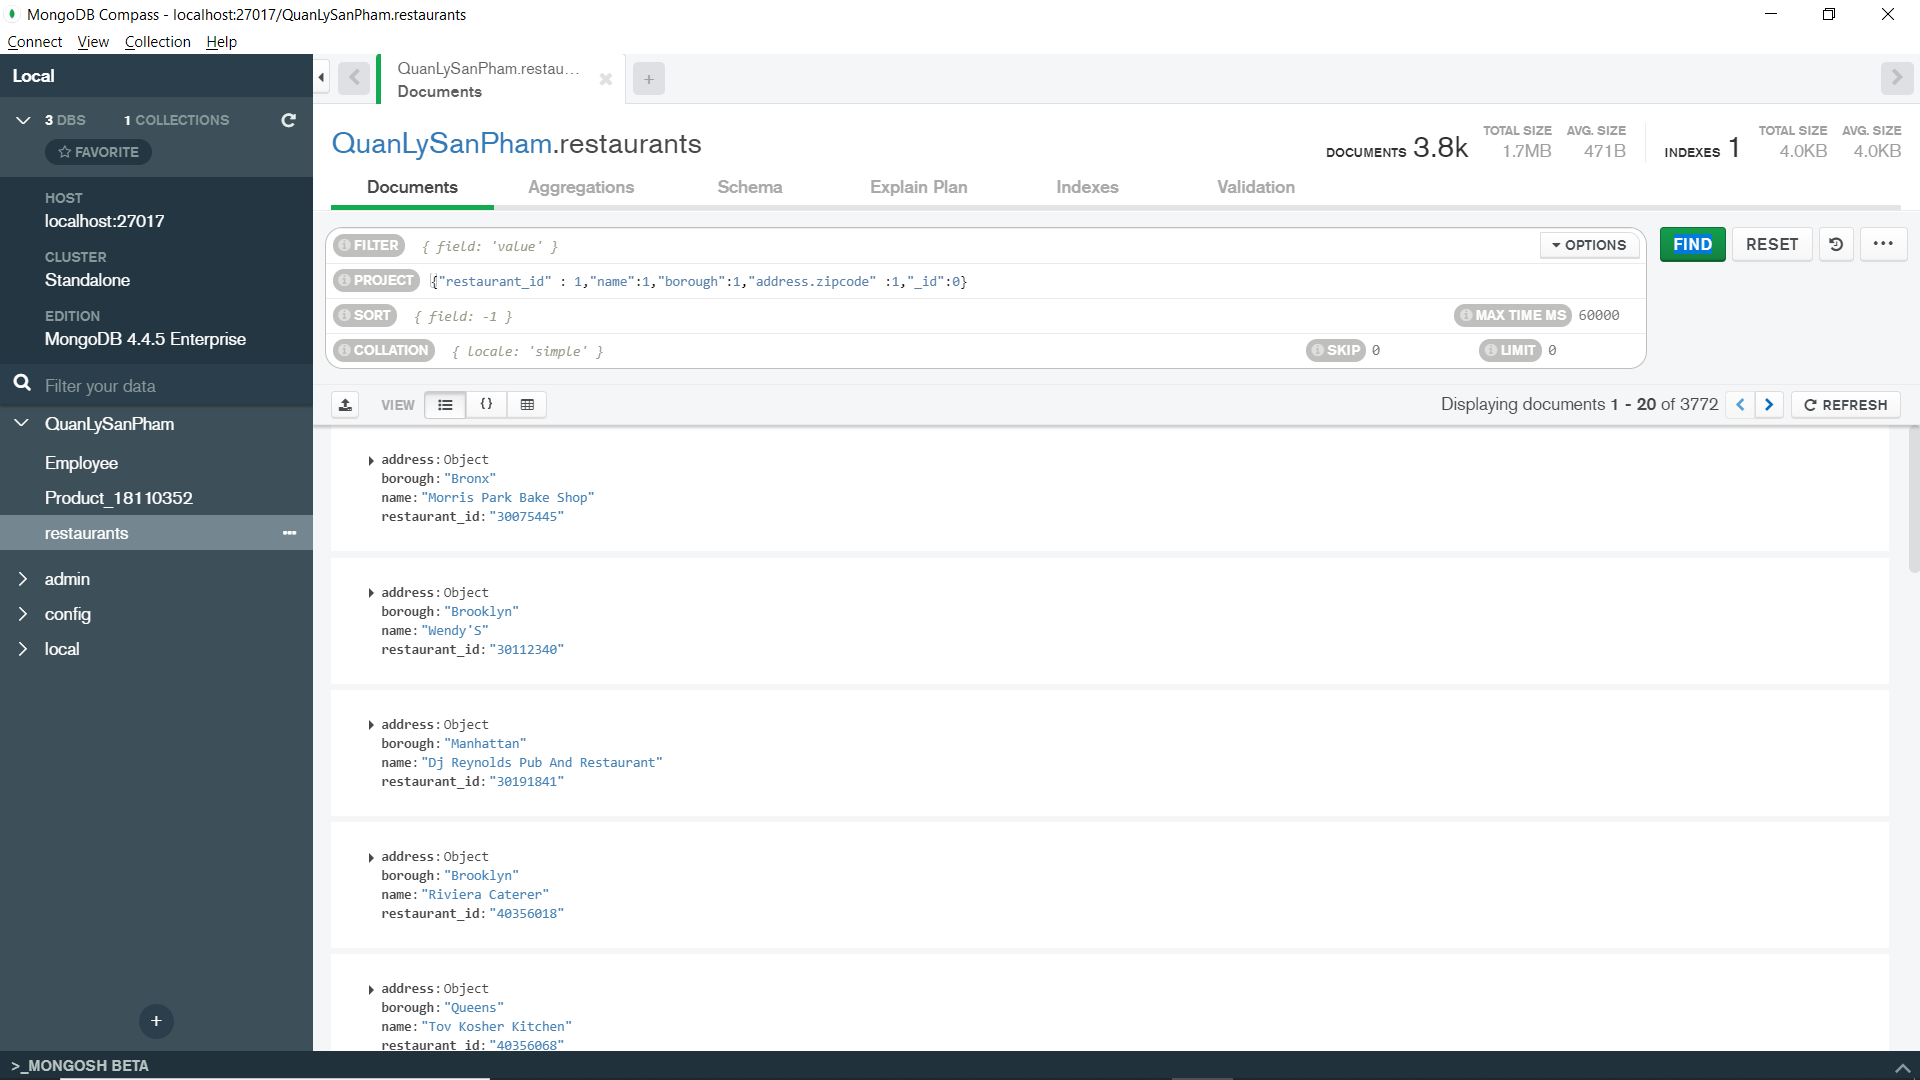 MongoDB Compass - localhost:27017/QuanLySanPham.restaurants
Connect View Collection Help
Local
3 DBS 1 COLLECTIONS
FAVORITE
HOST
localhost:27017
CLUSTER
Standalone
EDITION
MongoDB 4.4.5 Enterprise
Filter your data
QuanLySanPham
Employee
Product_18110352
restaurants
admin
config
local
QuanLySanPham.restau...
Documents
QuanLySanPham.restaurants
DOCUMENTS 3.8k TOTAL SIZE 1.7MB AVG. SIZE 471B INDEXES 1 TOTAL SIZE 4.0KB AVG. SIZE 4.0KB
Documents Aggregations Schema Explain Plan Indexes Validation
FILTER { field: 'value' } OPTIONS FIND RESET
PROJECT {"restaurant_id" : 1,"name":1,"borough":1,"address.zipcode" :1,"_id":0}
SORT { field: -1 } MAX TIME MS 60000
COLLATION { locale: 'simple' } SKIP 0 LIMIT 0
VIEW {} Displaying documents 1 - 20 of 3772 REFRESH
address: Object
borough: "Bronx"
name: "Morris Park Bake Shop"
restaurant_id: "30075445"
address: Object
borough: "Brooklyn"
name: "Wendy'S"
restaurant_id: "30112340"
address: Object
borough: "Manhattan"
name: "Dj Reynolds Pub And Restaurant"
restaurant_id: "30191841"
address: Object
borough: "Brooklyn"
name: "Riviera Caterer"
restaurant_id: "40356018"
address: Object
borough: "Queens"
name: "Tov Kosher Kitchen"
restaurant_id: "40356068"
>_MONGOSH BETA